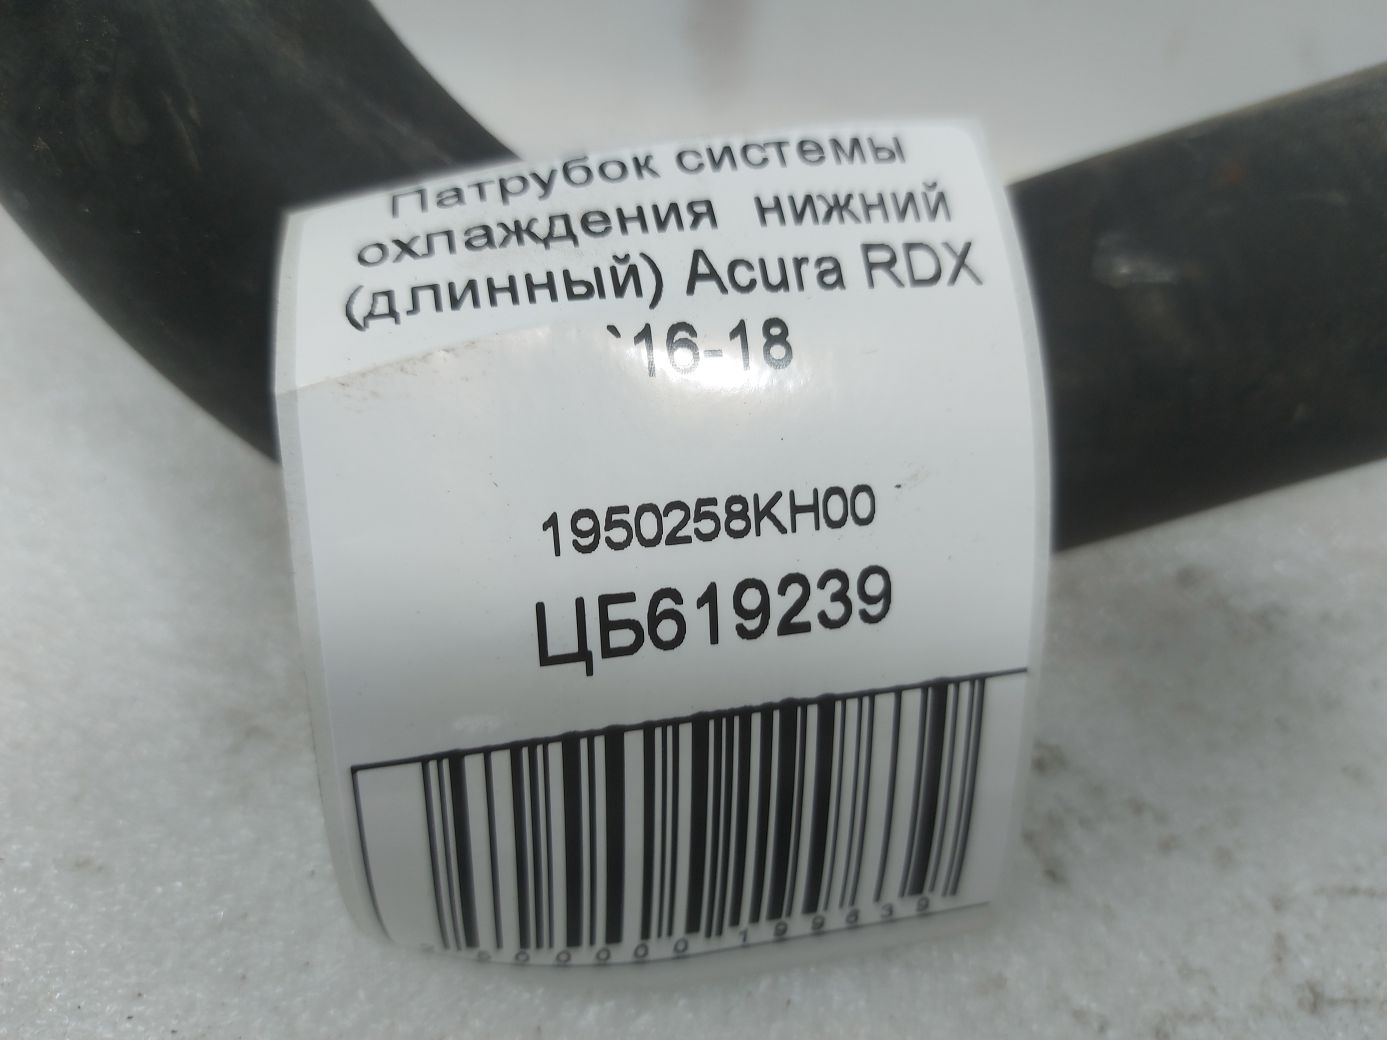 Патрубок системы
охлаждения нижний
(длинный) Acura RDX
`16-18
1950258KH00
ЦБ619239